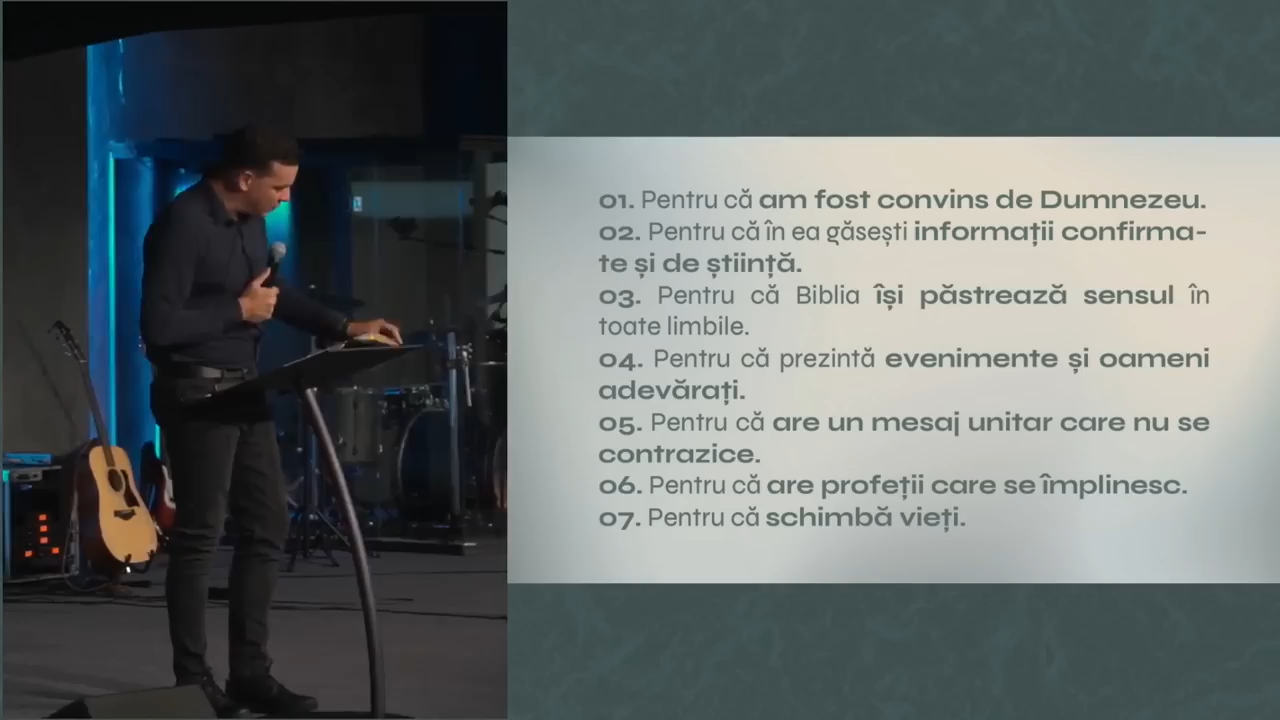 01. Pentru că am fost convins de Dumnezeu.
02. Pentru că în ea găsești informații confirma-
te și de știință.
03. Pentru că Biblia își păstrează sensul în
toate limbile.
04. Pentru că prezintă evenimente și oameni
adevărați.
05. Pentru că are un mesaj unitar care nu se
contrazice.
06. Pentru că are profeții care se împlinesc.
07. Pentru că schimbă vieți.